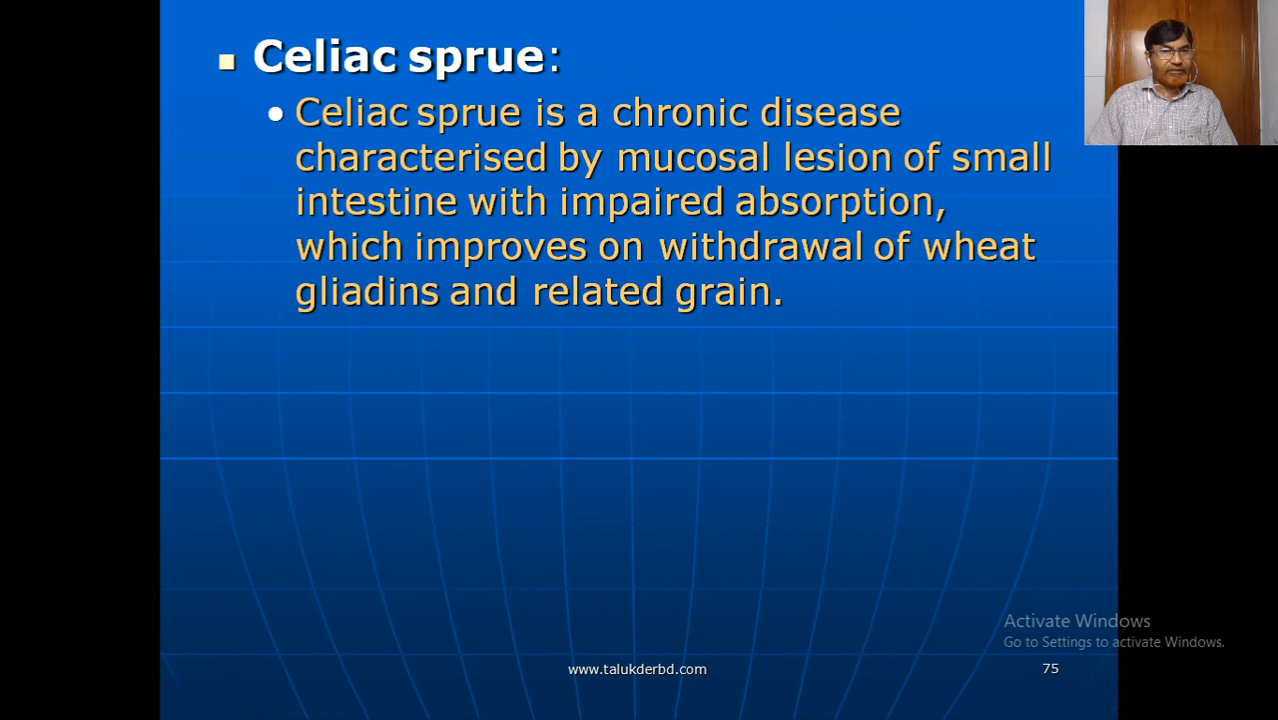 Celiac sprue:
Celiac sprue is a chronic disease
characterised by mucosal lesion of small
intestine with impaired absorption,
which improves on withdrawal of wheat
gliadins and related grain.
Activate Windows
Go to Settings to activate Windows.
www.talukderbd.com
75